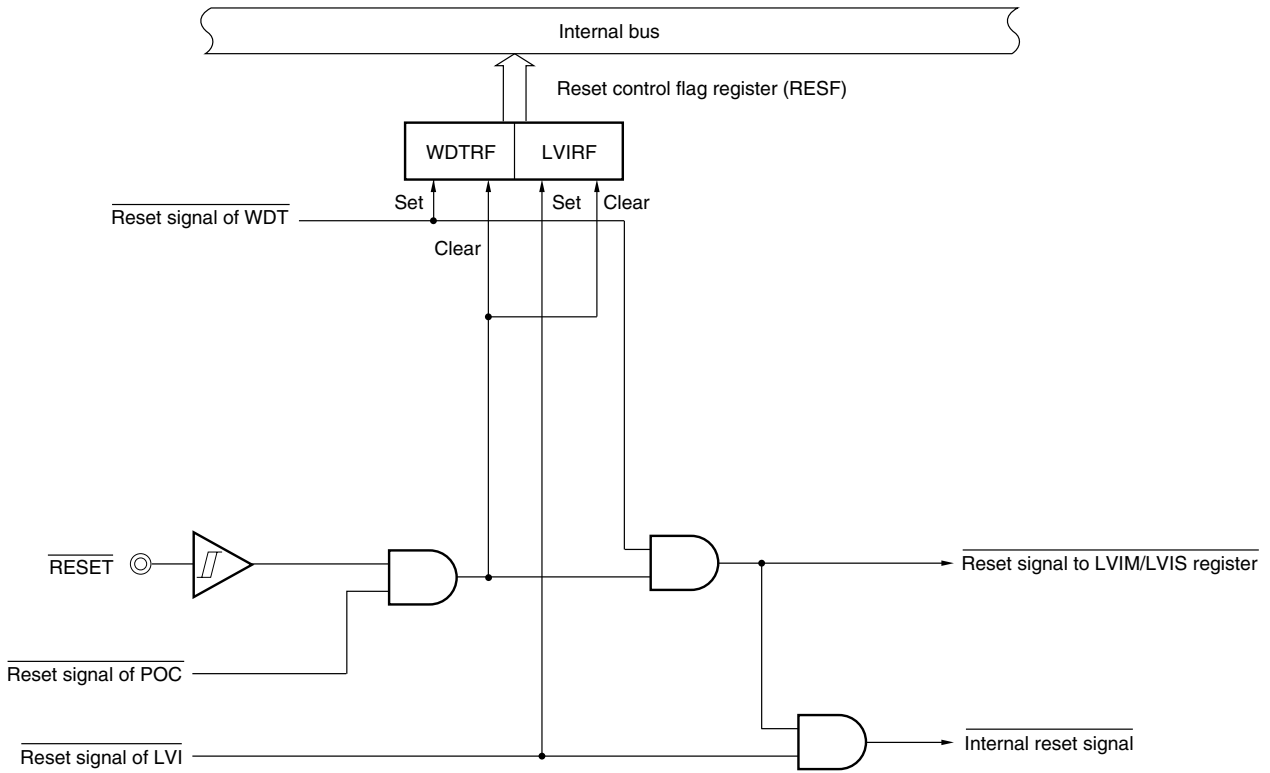 Internal bus
Reset control flag register (RESF)
WDTRF
LVIRF
Set
Set
Clear
Reset signal of WDT
Clear
RESET
Reset signal to LVIM/LVIS register
Reset signal of POC
Internal reset signal
Reset signal of LVI